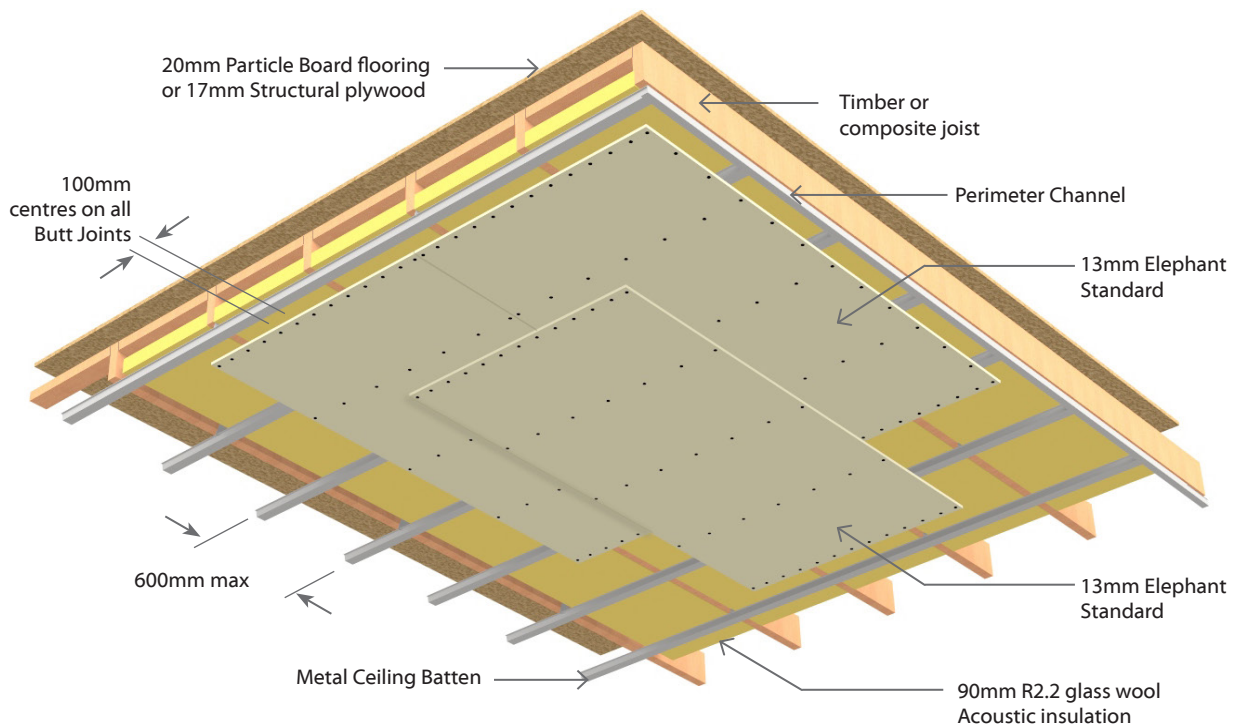 20mm Particle Board flooring
or 17mm Structural plywood
Timber or
composite joist
100mm
centres on all
Butt Joints
Perimeter Channel
13mm Elephant
Standard
600mm max
13mm Elephant
Standard
Metal Ceiling Batten
90mm R2.2 glass wool
Acoustic insulation